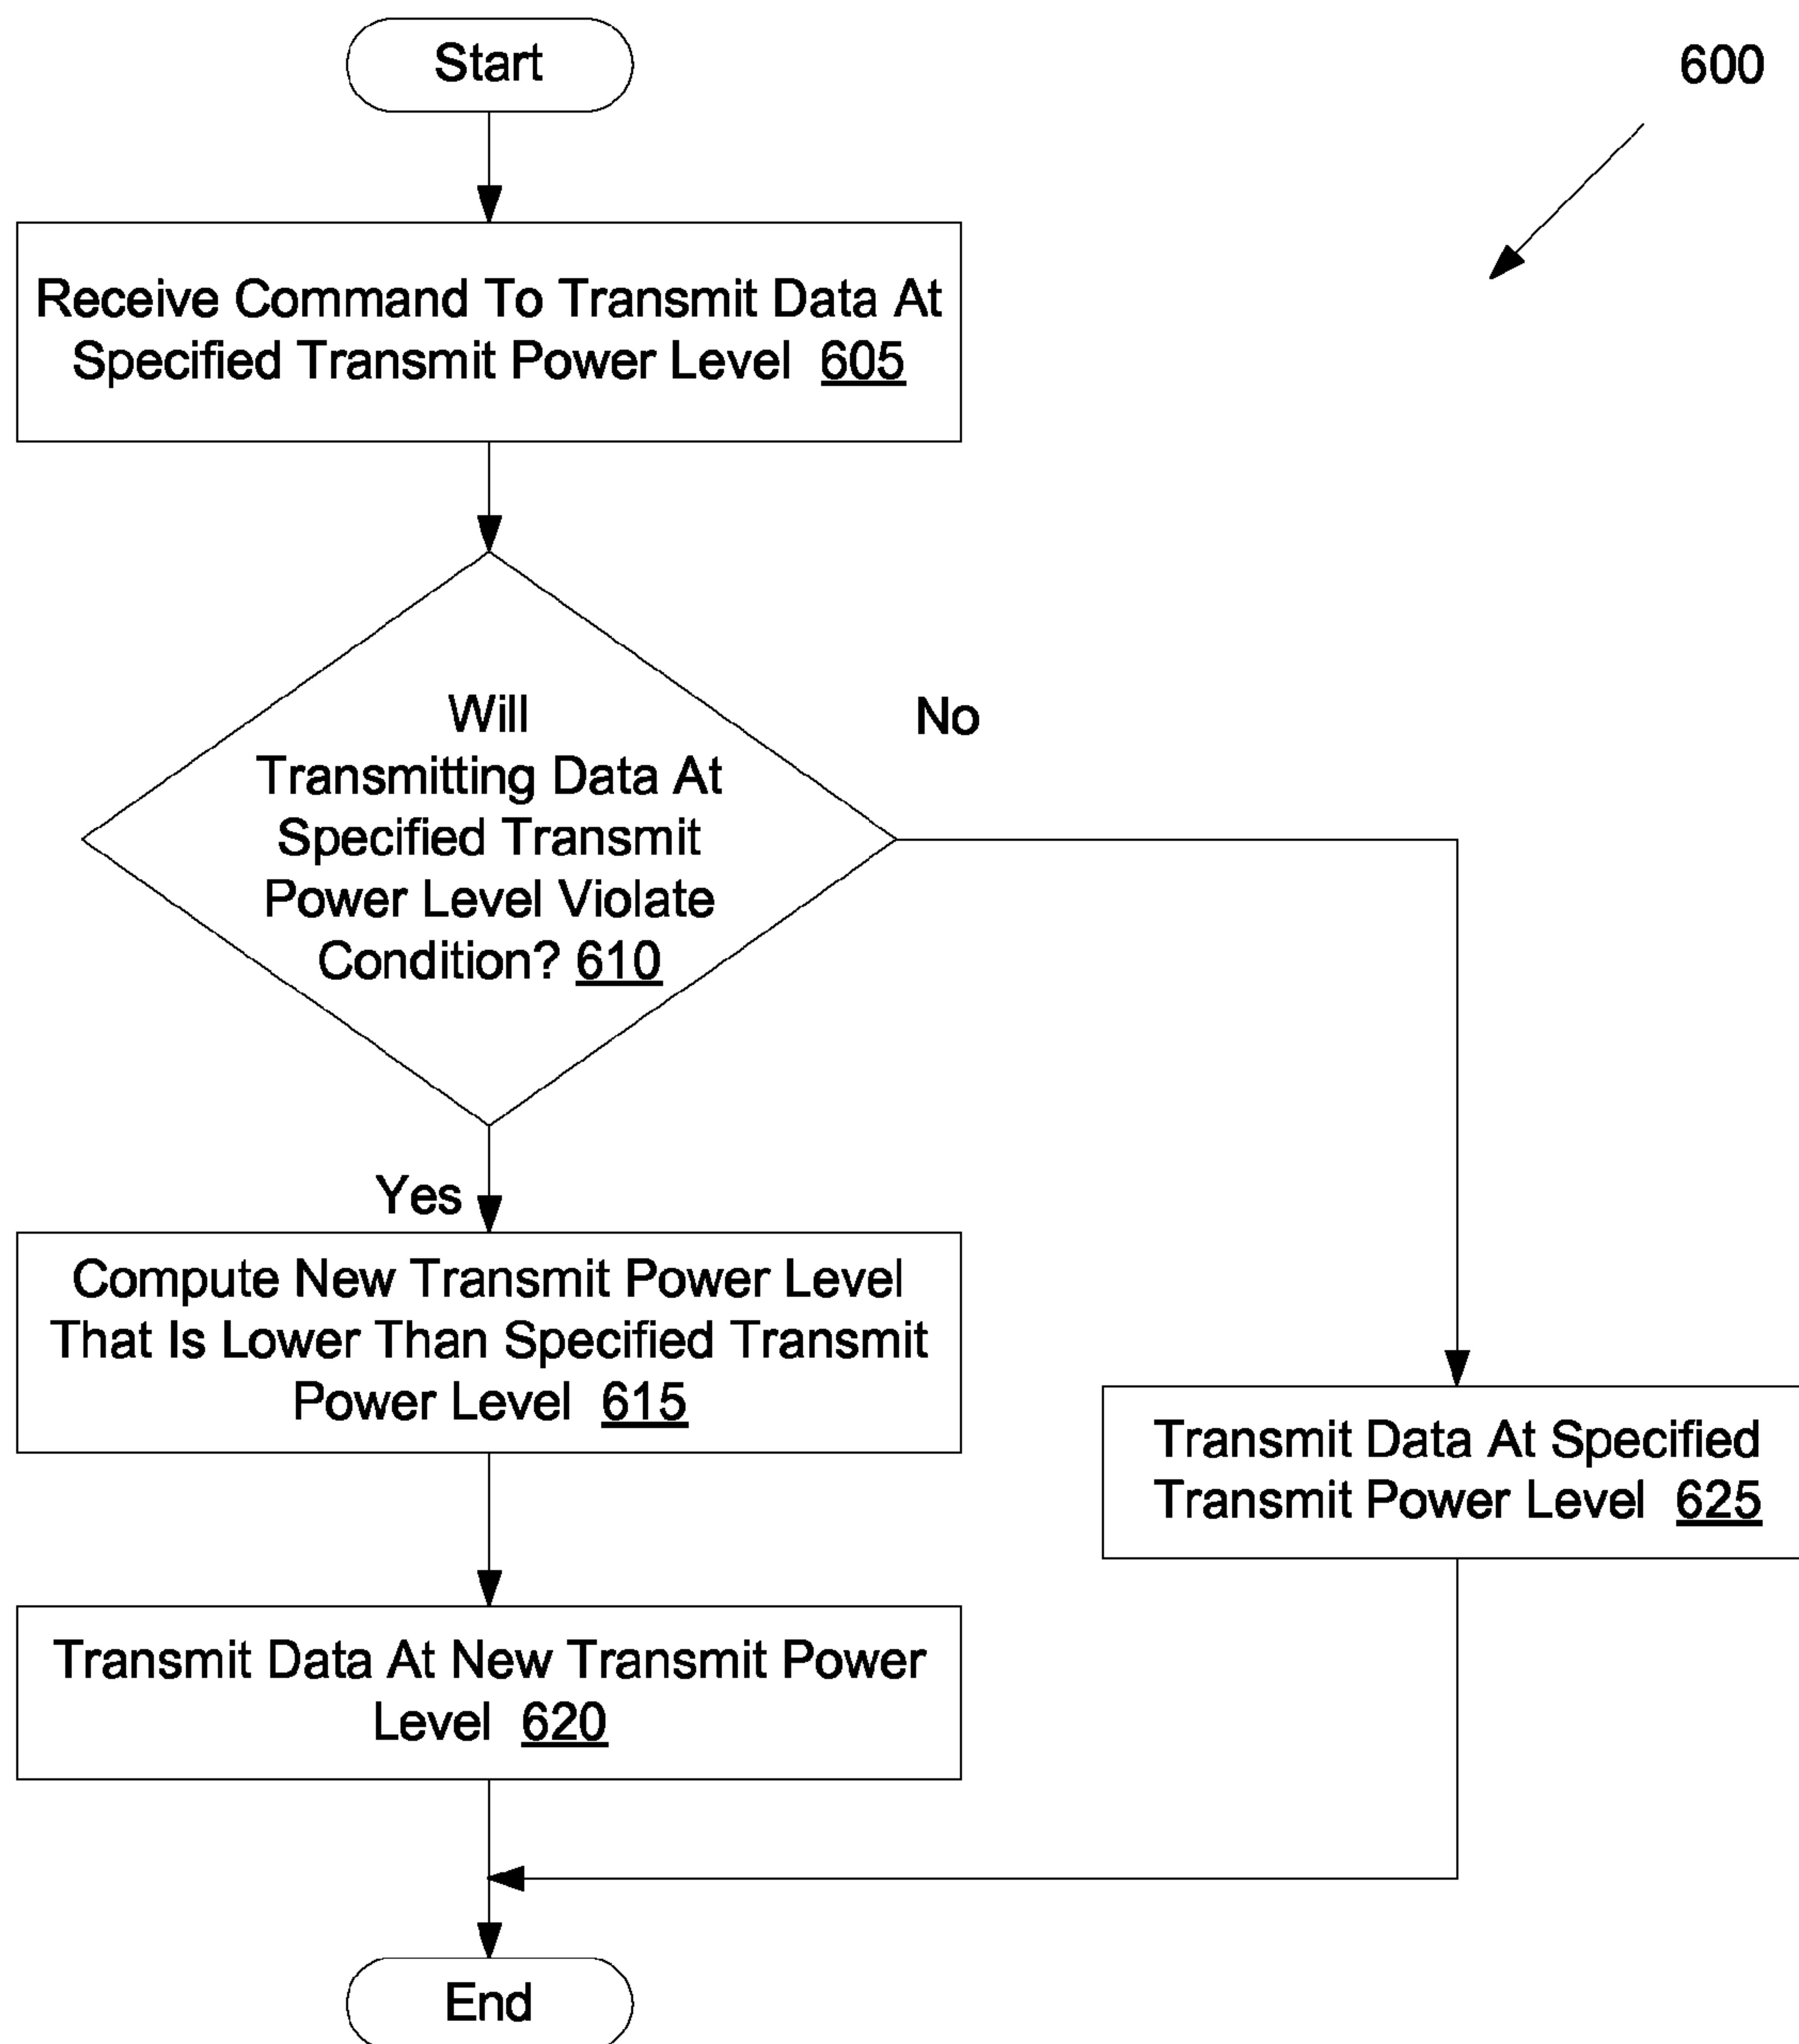 Start
600
Receive Command To Transmit Data At
Specified Transmit Power Level 605
Will
Transmitting Data At
Specified Transmit
Power Level Violate
Condition? 610
No
Yes
Compute New Transmit Power Level
That Is Lower Than Specified Transmit
Power Level 615
Transmit Data At Specified
Transmit Power Level 625
Transmit Data At New Transmit Power
Level 620
End